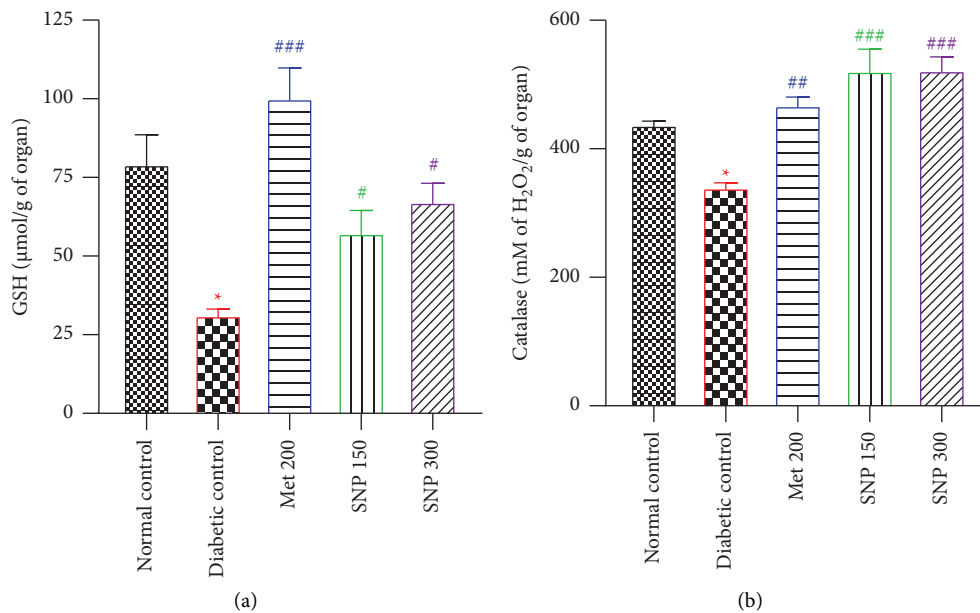 125
100
75
50
25
0
GSH (μmol/g of organ)
*
###
#
#
Normal control
Diabetic control
Met 200
SNP 150
SNP 300
(a)
600
400
200
0
Catalase (mM of H₂O₂/g of organ)
*
##
###
###
Normal control
Diabetic control
Met 200
SNP 150
SNP 300
(b)